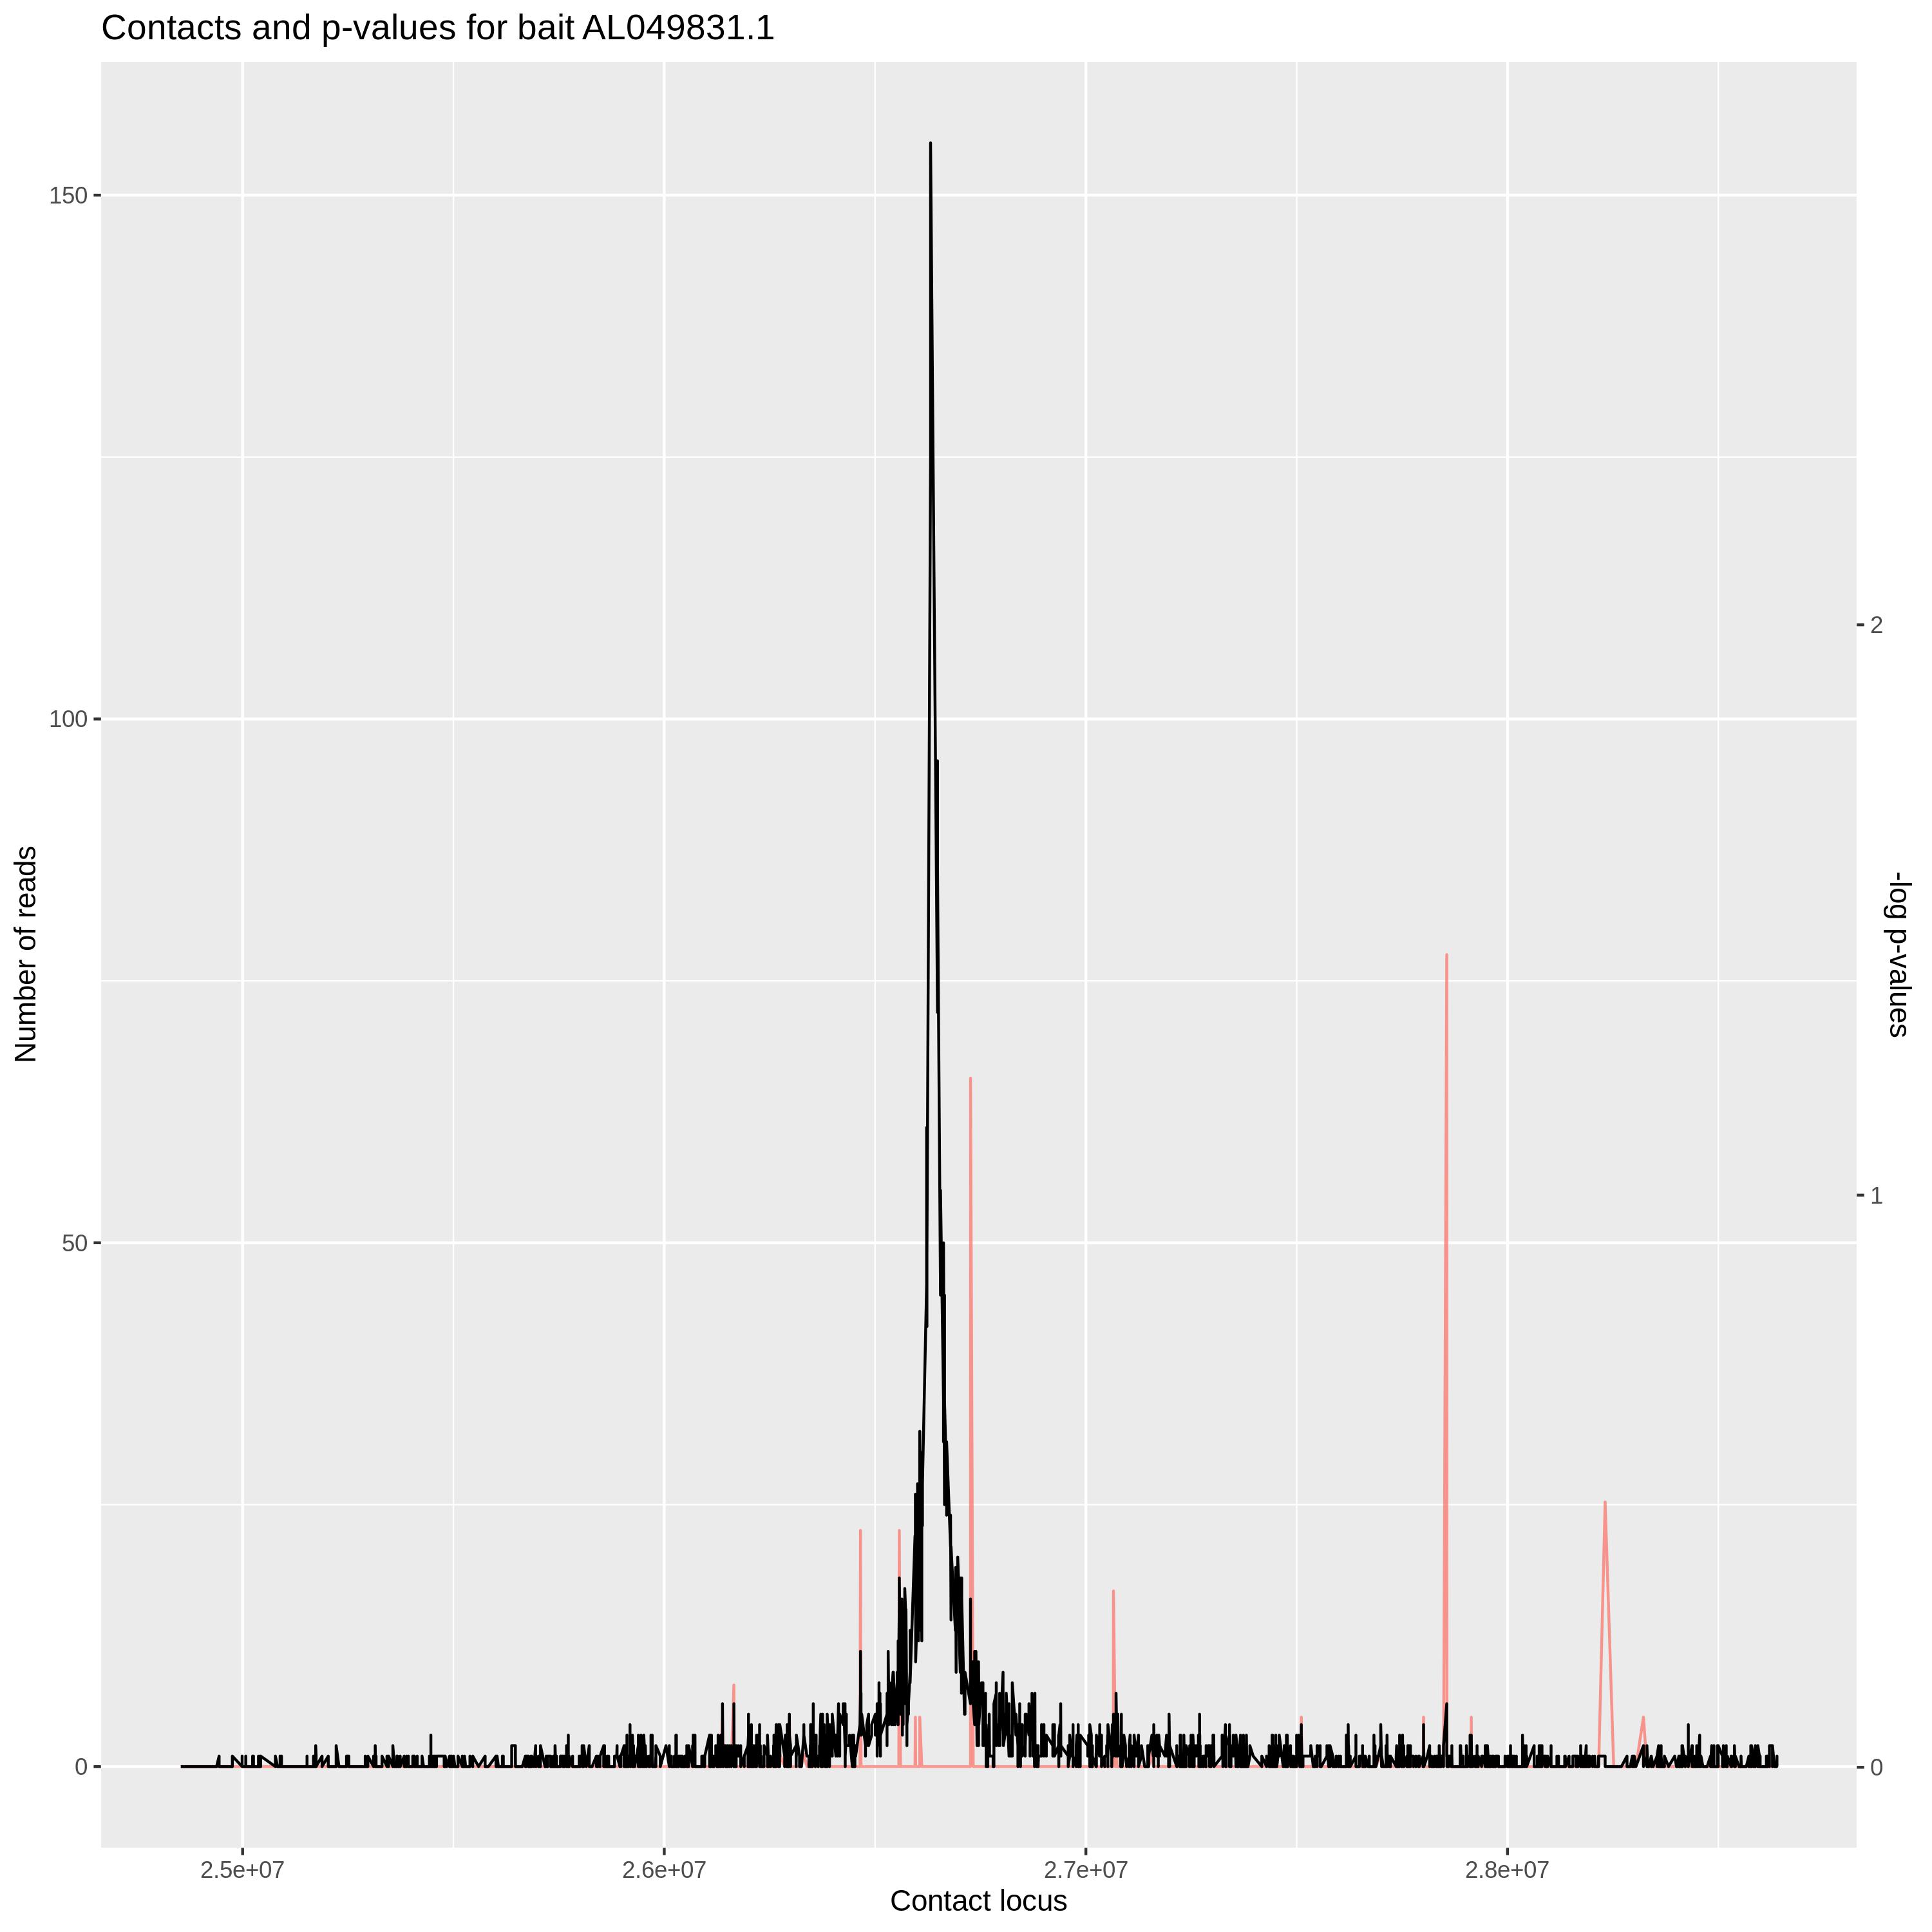 Contacts and p-values for bait AL049831.1
150
100
50
0
Number of reads
2
1
0
-log p-values
2.5e+07
2.6e+07
2.7e+07
2.8e+07
Contact locus